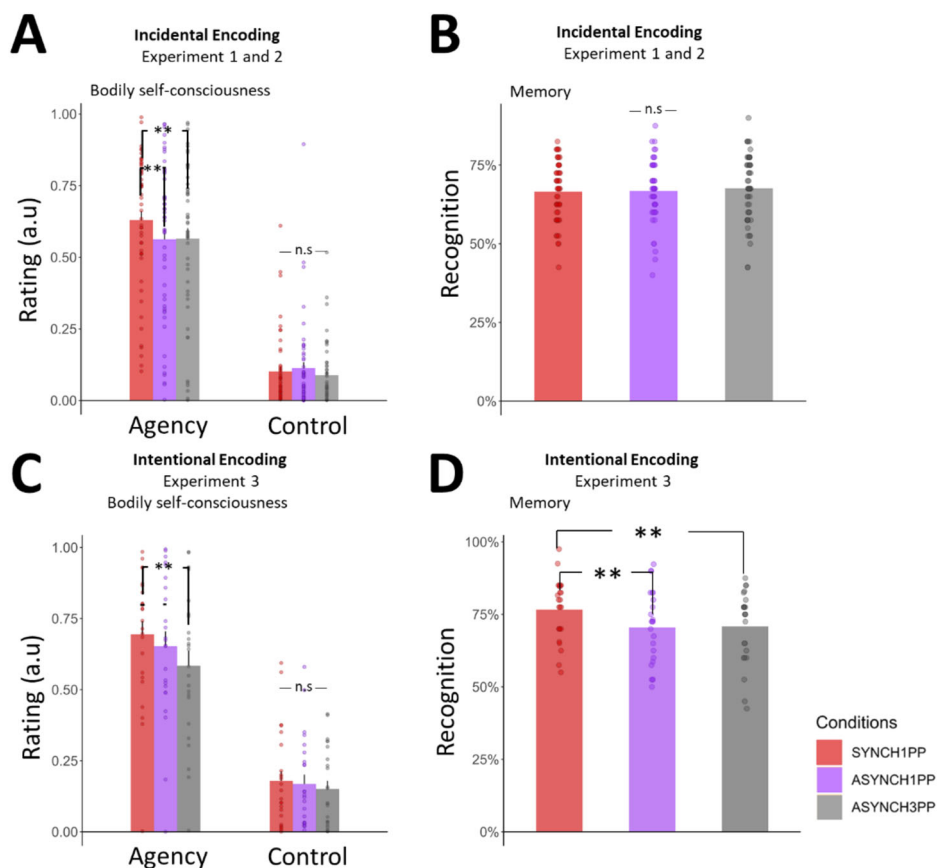 A
Incidental Encoding
Experiment 1 and 2
Bodily self-consciousness
1.00
0.75
0.50
0.25
0.00
Rating (a.u)
**
**
n.s
Agency
Control
B
Incidental Encoding
Experiment 1 and 2
Memory
n.s
75%
50%
25%
0%
Recognition
C
Intentional Encoding
Experiment 3
Bodily self-consciousness
1.00
0.75
0.50
0.25
0.00
Rating (a.u)
**
n.s
Agency
Control
D
Intentional Encoding
Experiment 3
Memory
100%
75%
50%
25%
0%
Recognition
**
**
Conditions
SYNCH1PP
ASYNCH1PP
ASYNCH3PP